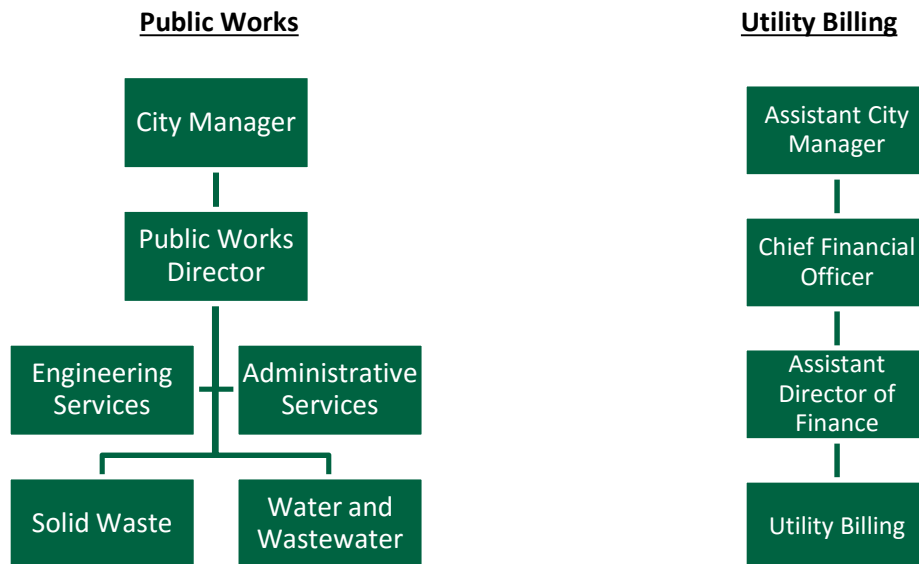 Public Works
City Manager
Public Works
Director
Engineering
Services
Administrative
Services
Solid Waste
Water and
Wastewater
Utility Billing
Assistant City
Manager
Chief Financial
Officer
Assistant
Director of
Finance
Utility Billing